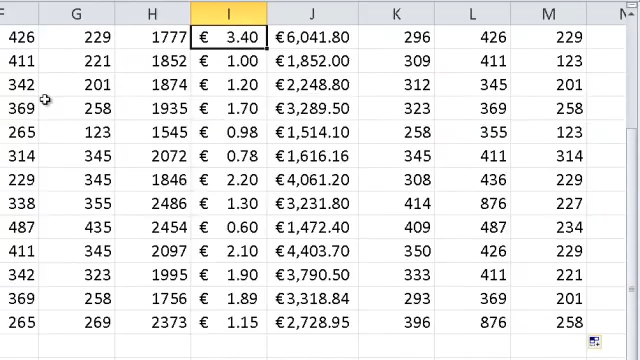 F G H I J K L M N
426 229 1777 € 3.40 €6,041.80 296 426 229
411 221 1852 € 1.00 €1,852.00 309 411 123
342 201 1874 € 1.20 €2,248.80 312 345 201
369 258 1935 € 1.70 €3,289.50 323 369 258
265 123 1545 € 0.98 €1,514.10 258 355 123
314 345 2072 € 0.78 €1,616.16 345 411 314
229 345 1846 € 2.20 €4,061.20 308 436 229
338 355 2486 € 1.30 €3,231.80 414 876 227
487 435 2454 € 0.60 €1,472.40 409 487 234
411 345 2097 € 2.10 €4,403.70 350 426 229
342 323 1995 € 1.90 €3,790.50 333 411 221
369 258 1756 € 1.89 €3,318.84 293 369 201
265 269 2373 € 1.15 €2,728.95 396 876 258